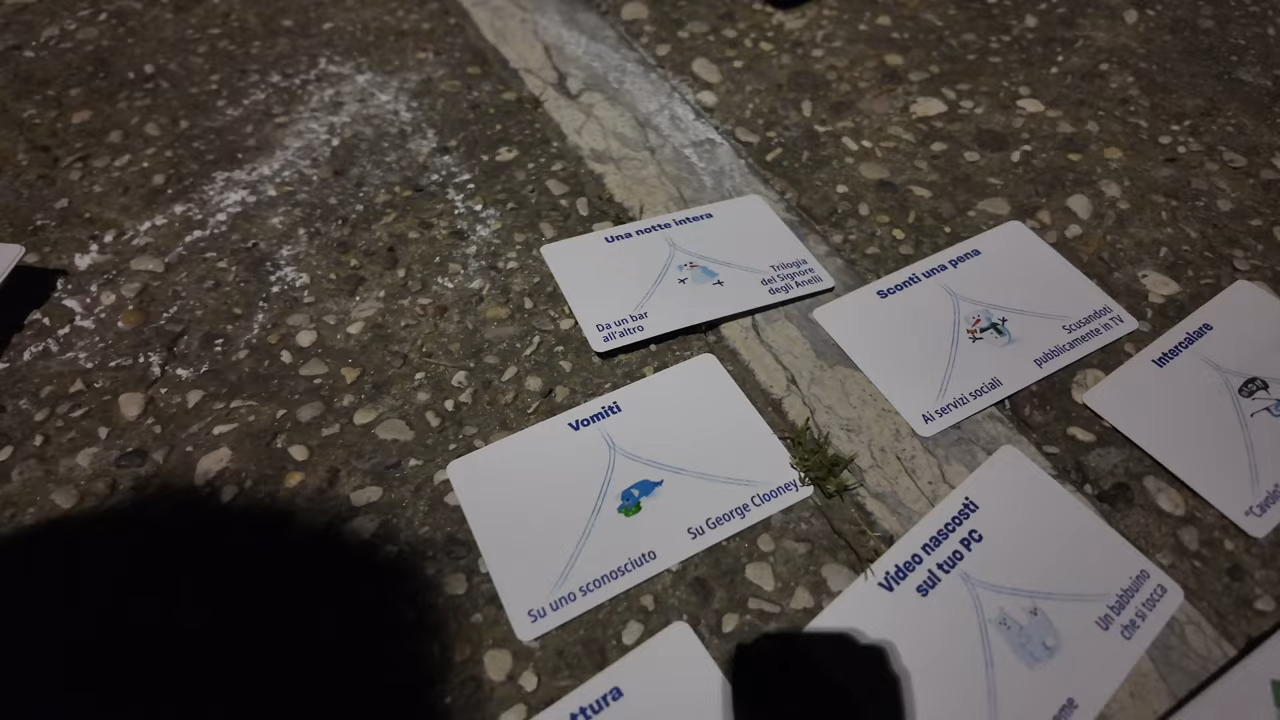 Una notte intera
Da un bar
all'altro
Trilogia
del Signore
degli Anelli
Sconti una pena
Ai servizi sociali
Scusandoti
pubblicamente in TV
Intercalare
Vomiti
Su uno sconosciuto
Su George Clooney
Video nascosti
sul tuo PC
Un babbuino
che si tocca